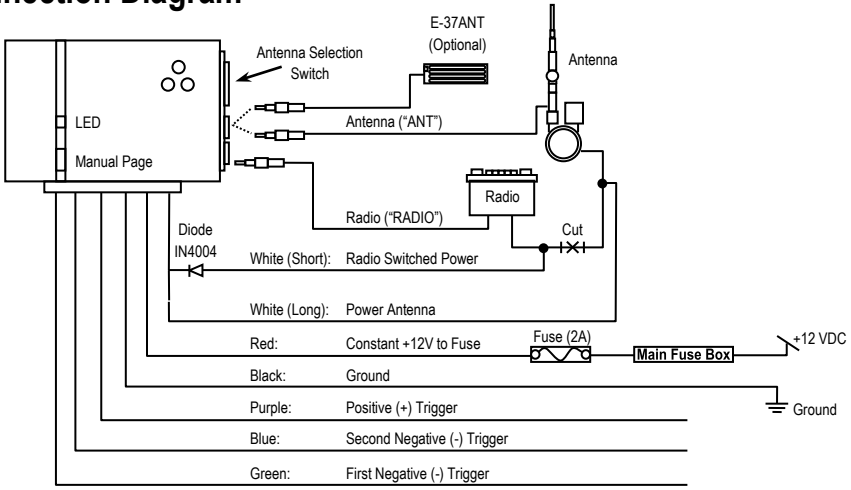 E-37ANT
(Optional)
Antenna Selection
Switch
Antenna
LED
Antenna ("ANT")
Manual Page
Radio
Radio ("RADIO")
Diode
IN4004
Cut
White (Short): Radio Switched Power
White (Long): Power Antenna
Red: Constant +12V to Fuse
Fuse (2A)
Main Fuse Box
+12 VDC
Black: Ground
Ground
Purple: Positive (+) Trigger
Blue: Second Negative (-) Trigger
Green: First Negative (-) Trigger